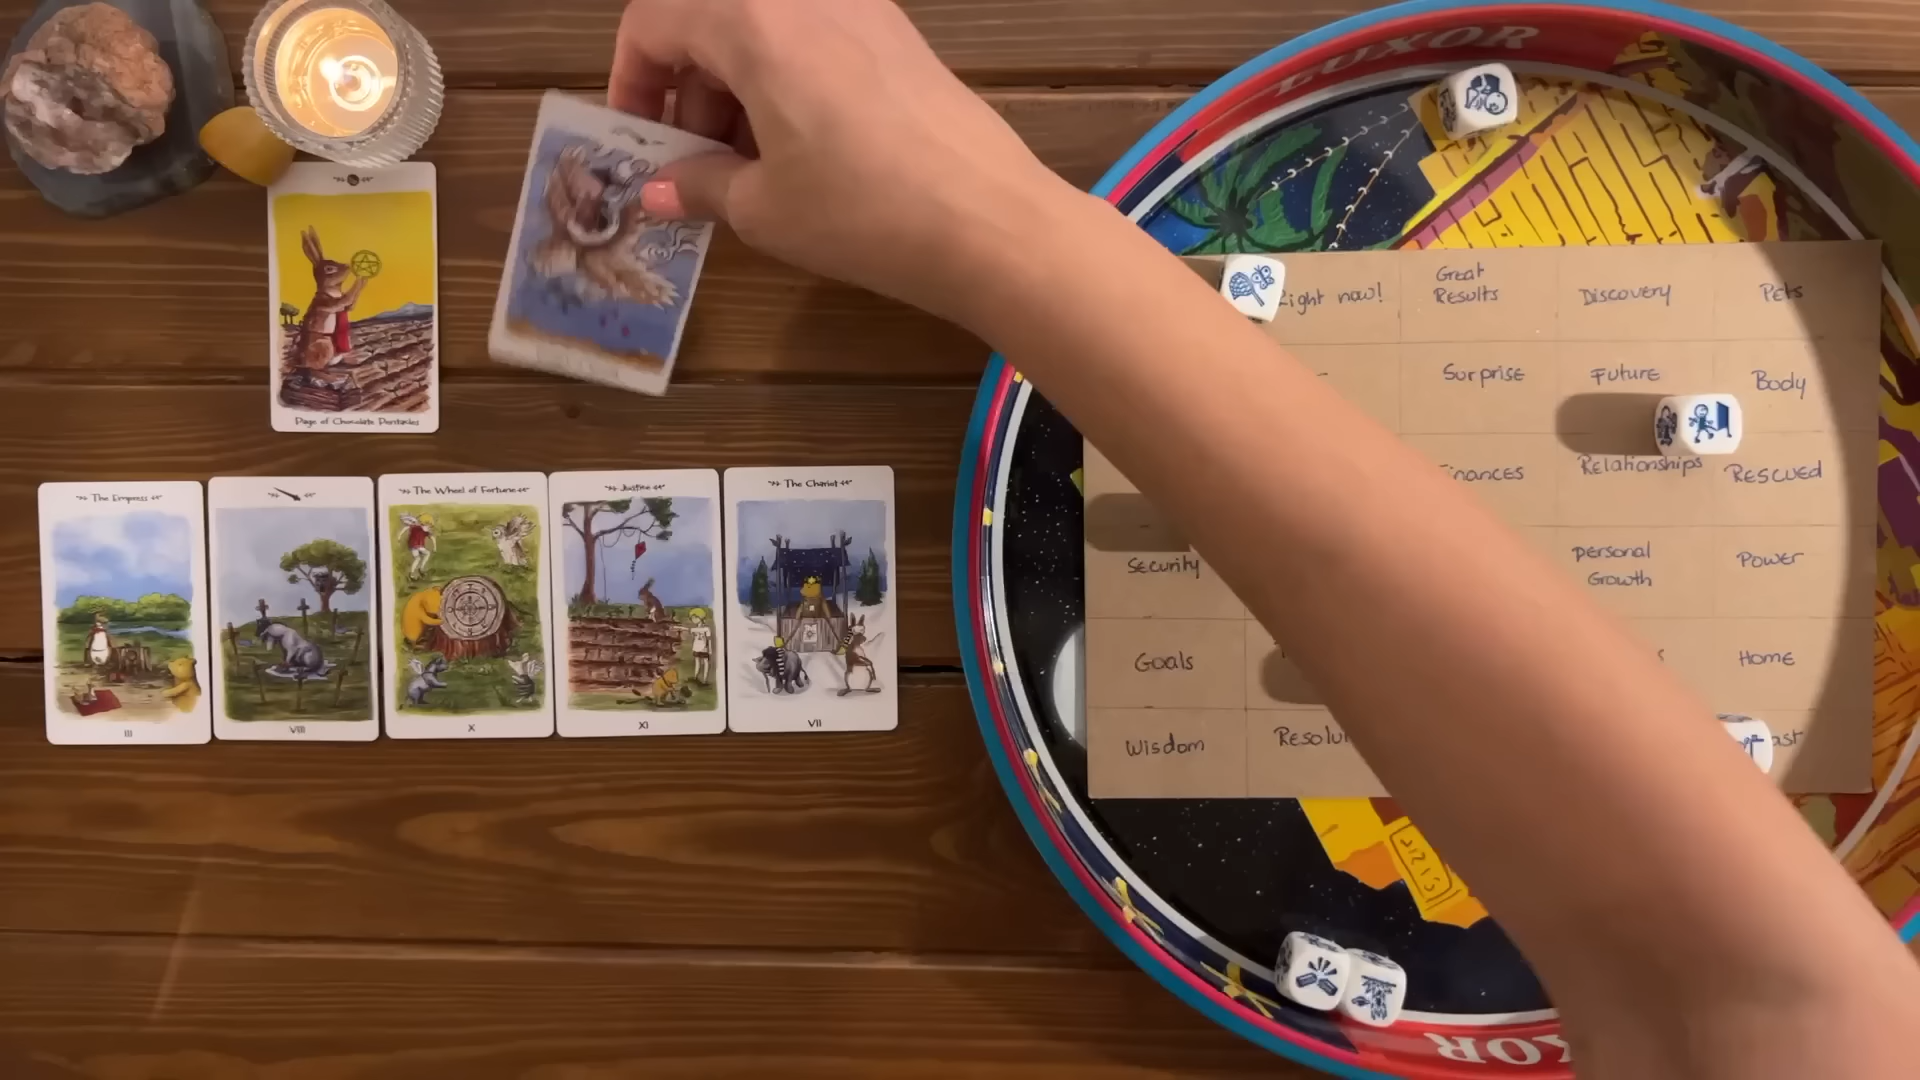 LUXOR
Page of Chocolate Pentacles
The Empress
III
VIII
The Wheel of Fortune
X
Justice
XI
The Chariot
VII
Right now!
Great
Results
Discovery
Pets
Surprise
Future
Body
Finances
Relationships
RESCUED
Security
Personal
Growth
Power
Goals
Home
Wisdom